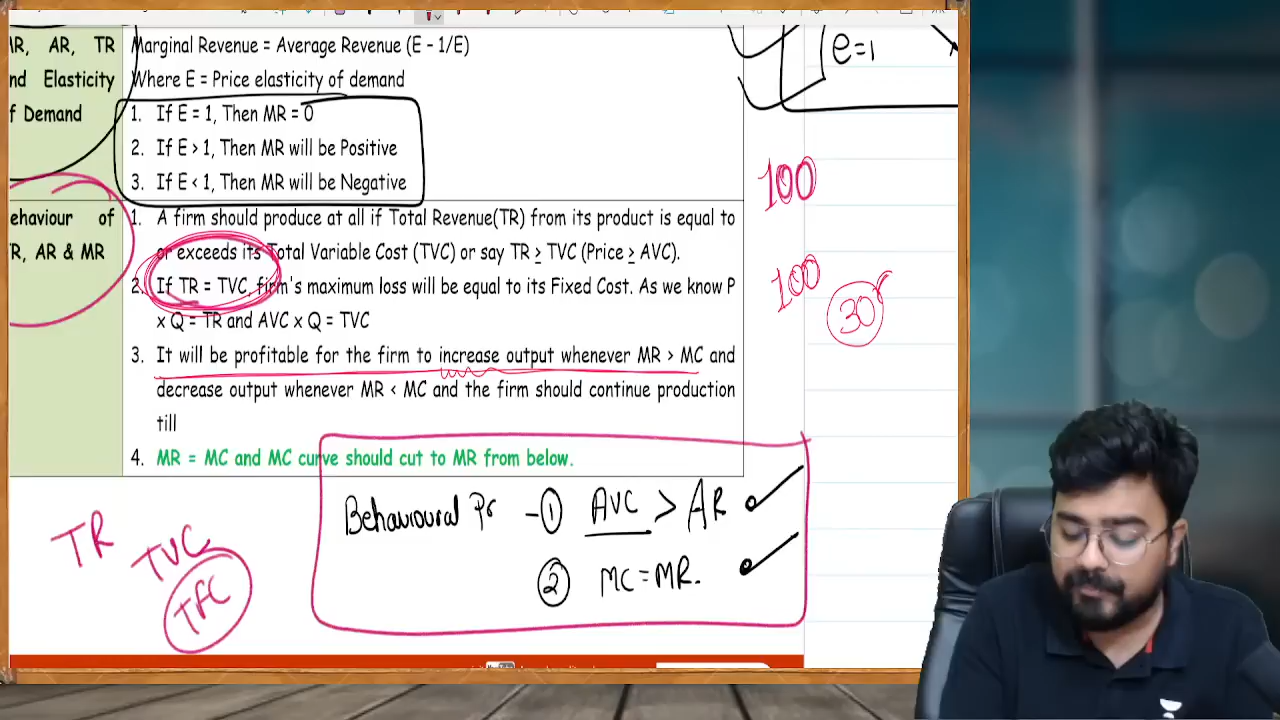 MR, AR, TR
nd Elasticity
f Demand
Marginal Revenue = Average Revenue (E - 1/E)
Where E = Price elasticity of demand
1. If E = 1, Then MR = 0
2. If E > 1, Then MR will be Positive
3. If E < 1, Then MR will be Negative
e=1
100
100
30
ehaviour of
R, AR & MR
1. A firm should produce at all if Total Revenue(TR) from its product is equal to
or exceeds its Total Variable Cost (TVC) or say TR ≥ TVC (Price ≥ AVC).
2. If TR = TVC, firm's maximum loss will be equal to its Fixed Cost. As we know P
x Q = TR and AVC x Q = TVC
3. It will be profitable for the firm to increase output whenever MR > MC and
decrease output whenever MR < MC and the firm should continue production
till
4. MR = MC and MC curve should cut to MR from below.
Behavioural Pr - ① AVC > AR
② MC = MR.
TR
TVC
TFC